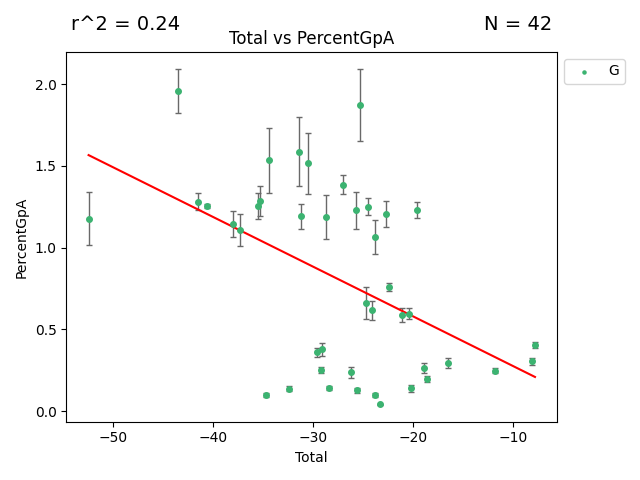 r^2 = 0.24
N = 42
Total vs PercentGpA
G
PercentGpA
2.0
1.5
1.0
0.5
0.0
−50
−40
−30
−20
−10
Total